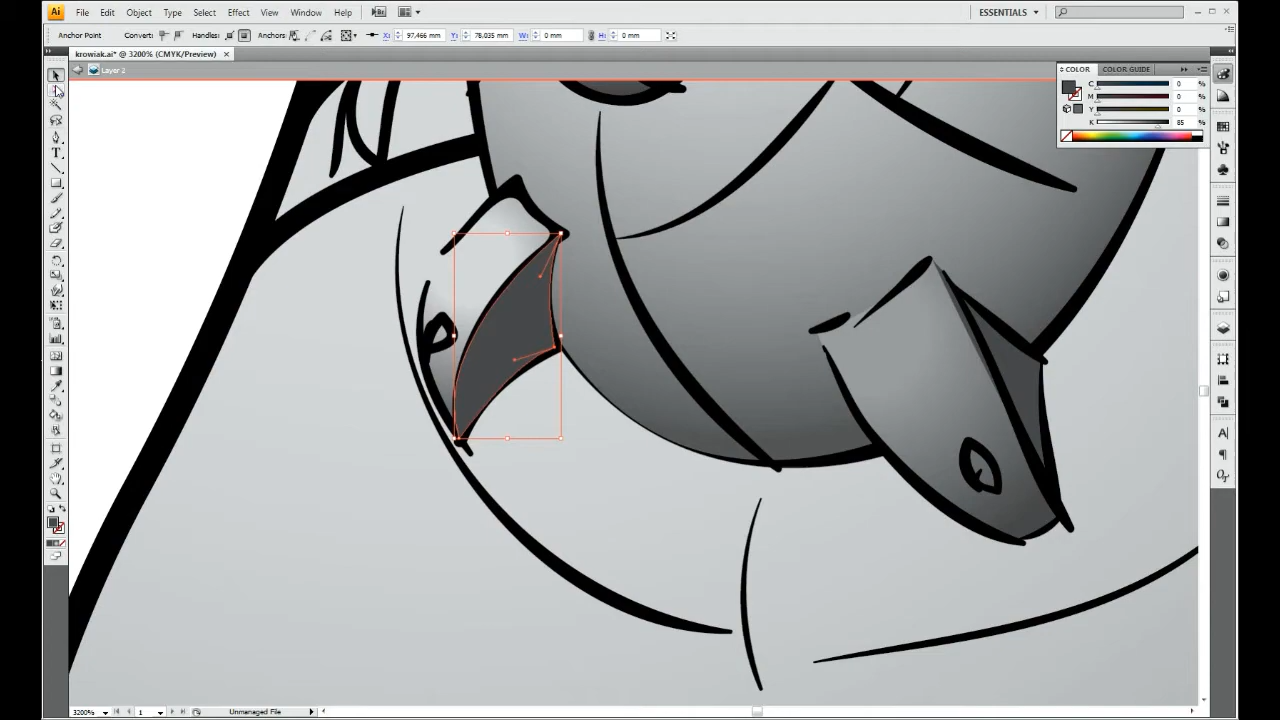 Ai File Edit Object Type Select Effect View Window Help Br ESSENTIALS
Anchor Point Convert: Handles: Anchors: X: 97,466 mm Y: 78,035 mm W: 0 mm H: 0 mm
krowiak.ai* @ 3200% (CMYK/Preview)
Layer 2
COLOR COLOR GUIDE
C 0 %
M 0 %
Y 0 %
K 85 %
3200% 1 Unmanaged File